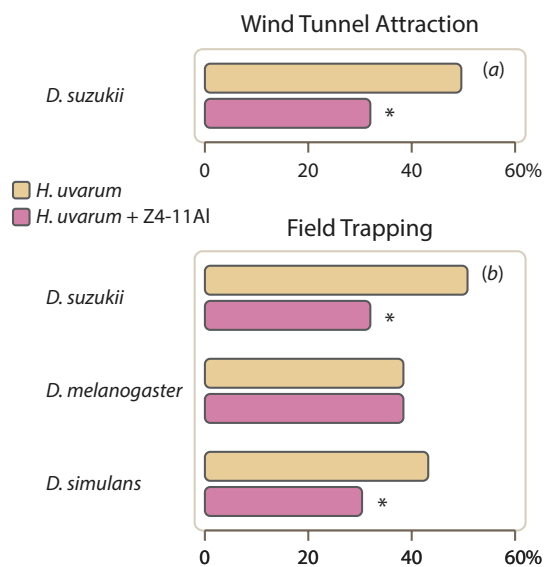 Wind Tunnel Attraction
(a)
D. suzukii
*
0 20 40 60%
H. uvarum
H. uvarum + Z4-11Al
Field Trapping
(b)
D. suzukii
*
D. melanogaster
D. simulans
*
0 20 40 60%